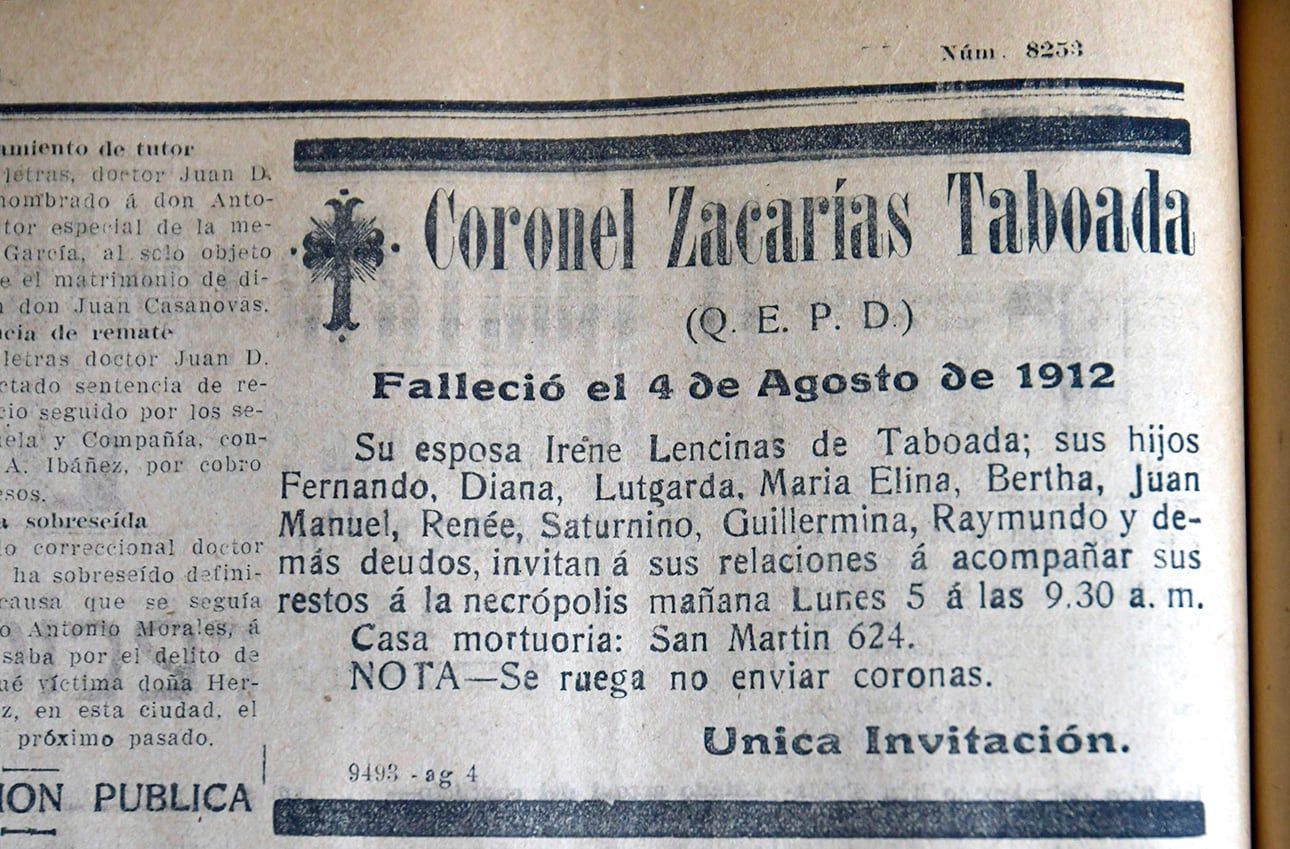 Núm. 8253
amiento de tutor
letras, doctor Juan D.
nombrado á don Anto-
tor especial de la me-
García, al solo objeto
e el matrimonio de di-
don Juan Casanovas.
cia de remate
letras doctor Juan D.
ctado sentencia de re-
cio seguido por los se-
ela y Compañía, con-
A. Ibáñez, por cobro
esos.
a sobreseída
o correccional doctor
ha sobreseído defini-
causa que se seguía
o Antonio Morales, á
saba por el delito de
ué víctima doña Her-
z, en esta ciudad, el
próximo pasado.
ION PUBLICA
Coronel Zacarías Taboada
(Q. E. P. D.)
Falleció el 4 de Agosto de 1912
Su esposa Irene Lencinas de Taboada; sus hijos
Fernando, Diana, Lutgarda, Maria Elina, Bertha, Juan
Manuel, Renée, Saturnino, Guillermina, Raymundo y de-
más deudos, invitan á sus relaciones á acompañar sus
restos á la necrópolis mañana Lunes 5 á las 9.30 a. m.
Casa mortuoria: San Martin 624.
NOTA—Se ruega no enviar coronas.
Unica Invitación.
9493 - ag 4